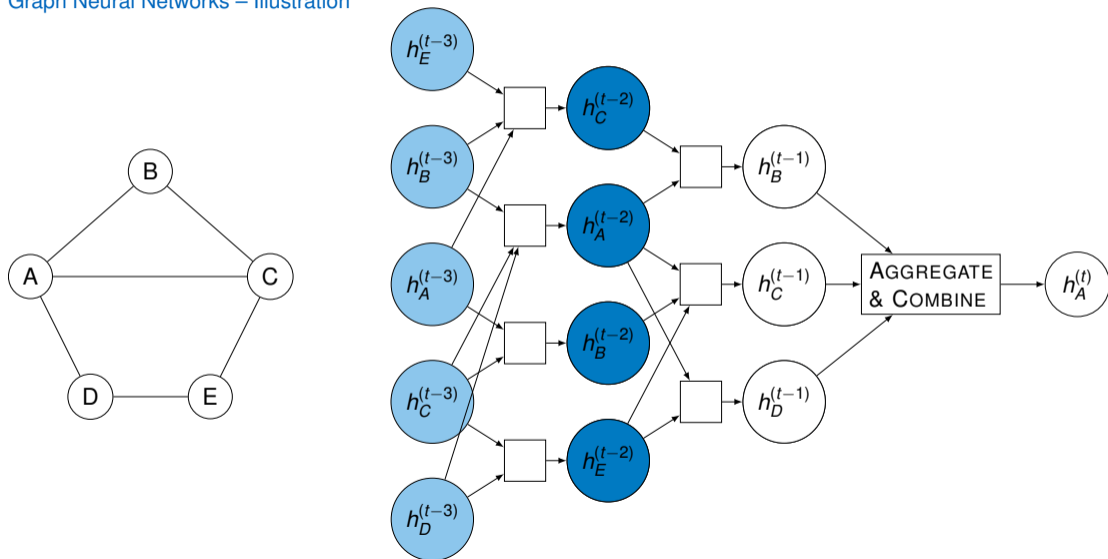 Graph Neural Networks – Illustration
B
A
C
D
E
h_E^{(t−3)}
h_B^{(t−3)}
h_A^{(t−3)}
h_C^{(t−3)}
h_D^{(t−3)}
h_C^{(t−2)}
h_A^{(t−2)}
h_B^{(t−2)}
h_E^{(t−2)}
h_B^{(t−1)}
h_C^{(t−1)}
h_D^{(t−1)}
AGGREGATE
& COMBINE
h_A^{(t)}